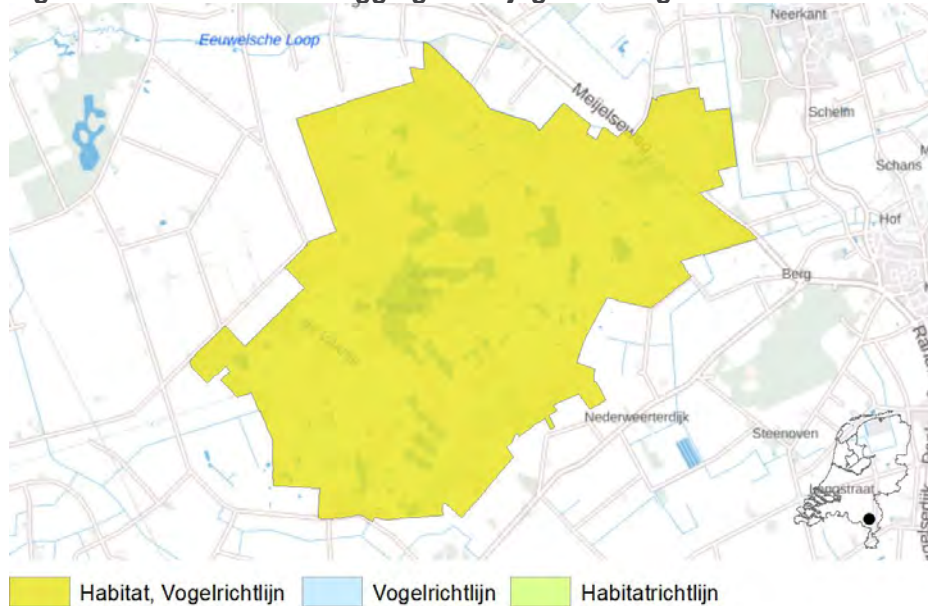 Neerkant
Eeuwelsche Loop
Meijelseweg
Schelm
Schans
Hof
Berg
Nederweerterdijk
Steenoven
Habitat, Vogelrichtlijn
Vogelrichtlijn
Habitatrichtlijn